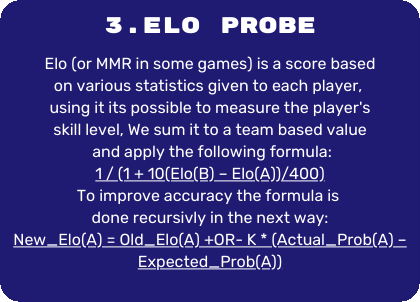 3.ELO PROBE
Elo (or MMR in some games) is a score based
on various statistics given to each player,
using it its possible to measure the player's
skill level, We sum it to a team based value
and apply the following formula:
1 / (1 + 10(Elo(B) – Elo(A))/400)
To improve accuracy the formula is
done recursivly in the next way:
New_Elo(A) = Old_Elo(A) +OR- K * (Actual_Prob(A) –
Expected_Prob(A))